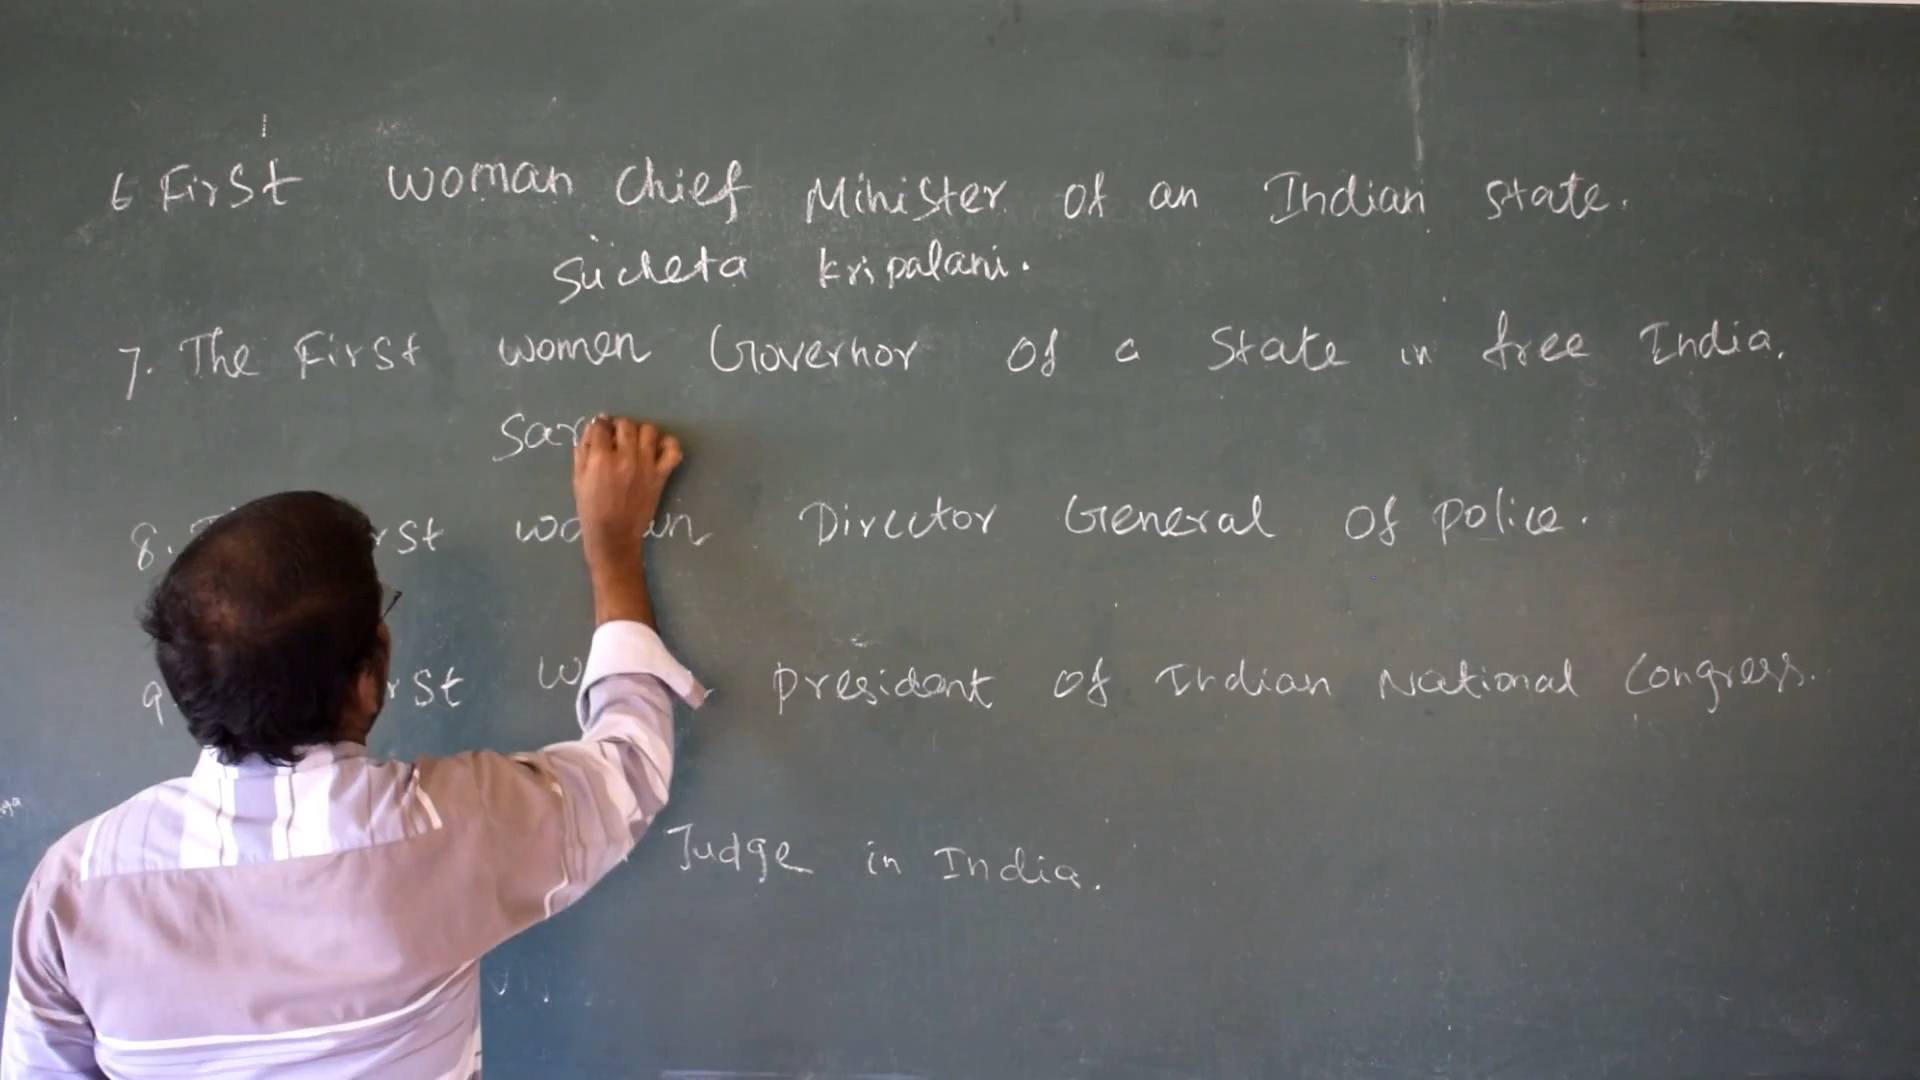 6 First woman Chief Minister of an Indian state.
Sucheta Kripalani.
7. The First women Governor of a State in free India.
Sar
8. rst Director General of police.
9. rst president of Indian National Congress.
Judge in India.